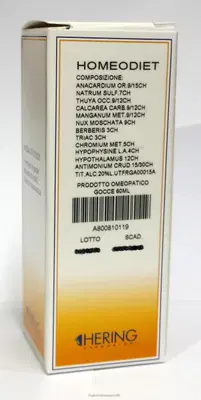 HOMEODIET
COMPOSIZIONE:
ANACARDIUM OR.9/15CH
NATRUM SULF.7CH
THUYA OCC.9/12CH
CALCAREA CARB.9/12CH
MANGANUM MET.9/12CH
NUX MOSCHATA 9CH
BERBERIS 3CH
TRIAC 3CH
CHROMIUM MET.5CH
HYPOPHYSINE L.A.4CH
HYPOTHALAMUS 12CH
ANTIMONIUM CRUD.15/30CH
TIT.ALC.20%L UTFRGA00015A
PRODOTTO OMEOPATICO
GOCCE 60ML
A800810119
LOTTO SCAD.
HERING